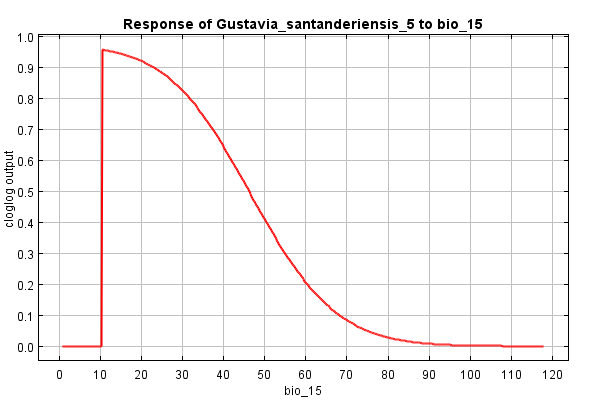 Response of Gustavia_santanderiensis_5 to bio_15
cloglog output
1.0
0.9
0.8
0.7
0.6
0.5
0.4
0.3
0.2
0.1
0.0
0 10 20 30 40 50 60 70 80 90 100 110 120
bio_15